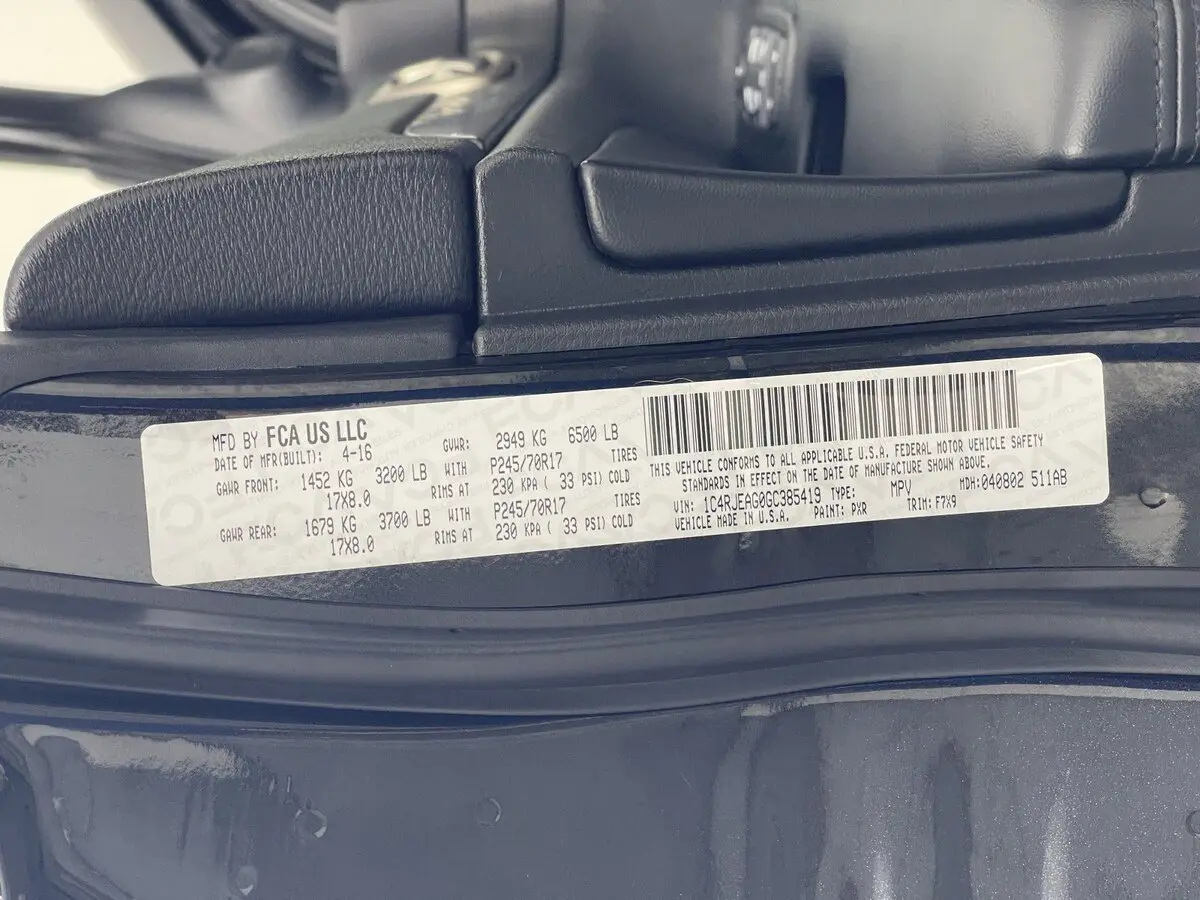 MFD BY FCA US LLC
DATE OF MFR(BUILT): 4-16 GVWR: 2949 KG 6500 LB
GAWR FRONT: 1452 KG 3200 LB WITH P245/70R17 TIRES
17X8.0 RIMS AT 230 KPA ( 33 PSI) COLD
GAWR REAR: 1679 KG 3700 LB WITH P245/70R17 TIRES
17X8.0 RIMS AT 230 KPA ( 33 PSI) COLD
THIS VEHICLE CONFORMS TO ALL APPLICABLE U.S.A. FEDERAL MOTOR VEHICLE SAFETY
STANDARDS IN EFFECT ON THE DATE OF MANUFACTURE SHOWN ABOVE.
VIN: 1C4RJEAG0GC385419 TYPE: MPV MDH: 040802 511AB
VEHICLE MADE IN U.S.A. PAINT: PXR TRIM: F7X9